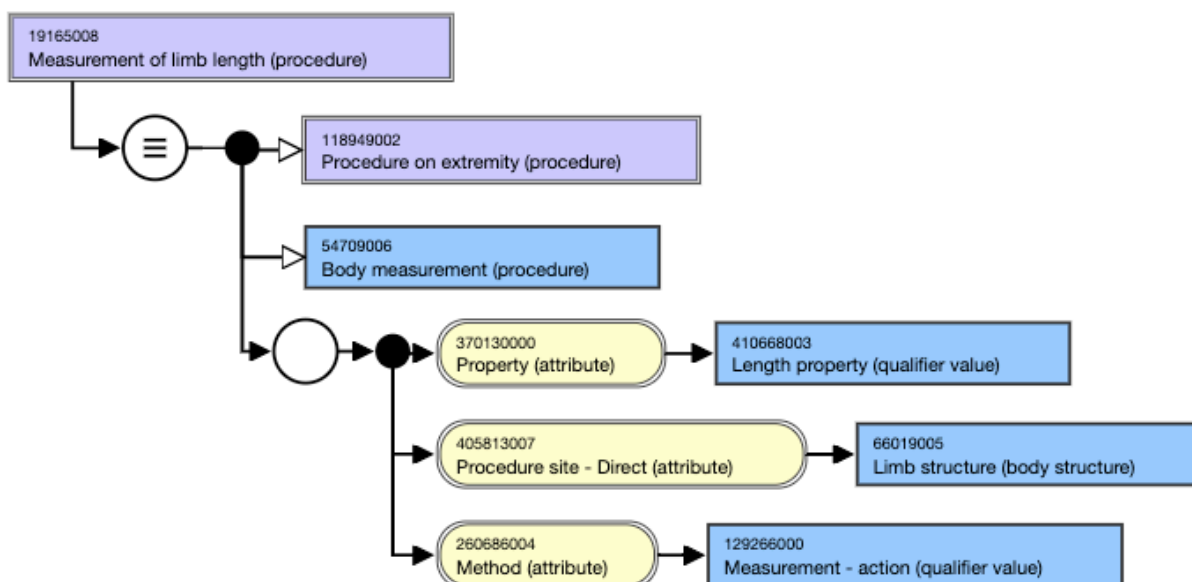 19165008
Measurement of limb length (procedure)
118949002
Procedure on extremity (procedure)
54709006
Body measurement (procedure)
370130000
Property (attribute)
410668003
Length property (qualifier value)
405813007
Procedure site - Direct (attribute)
66019005
Limb structure (body structure)
260686004
Method (attribute)
129266000
Measurement - action (qualifier value)